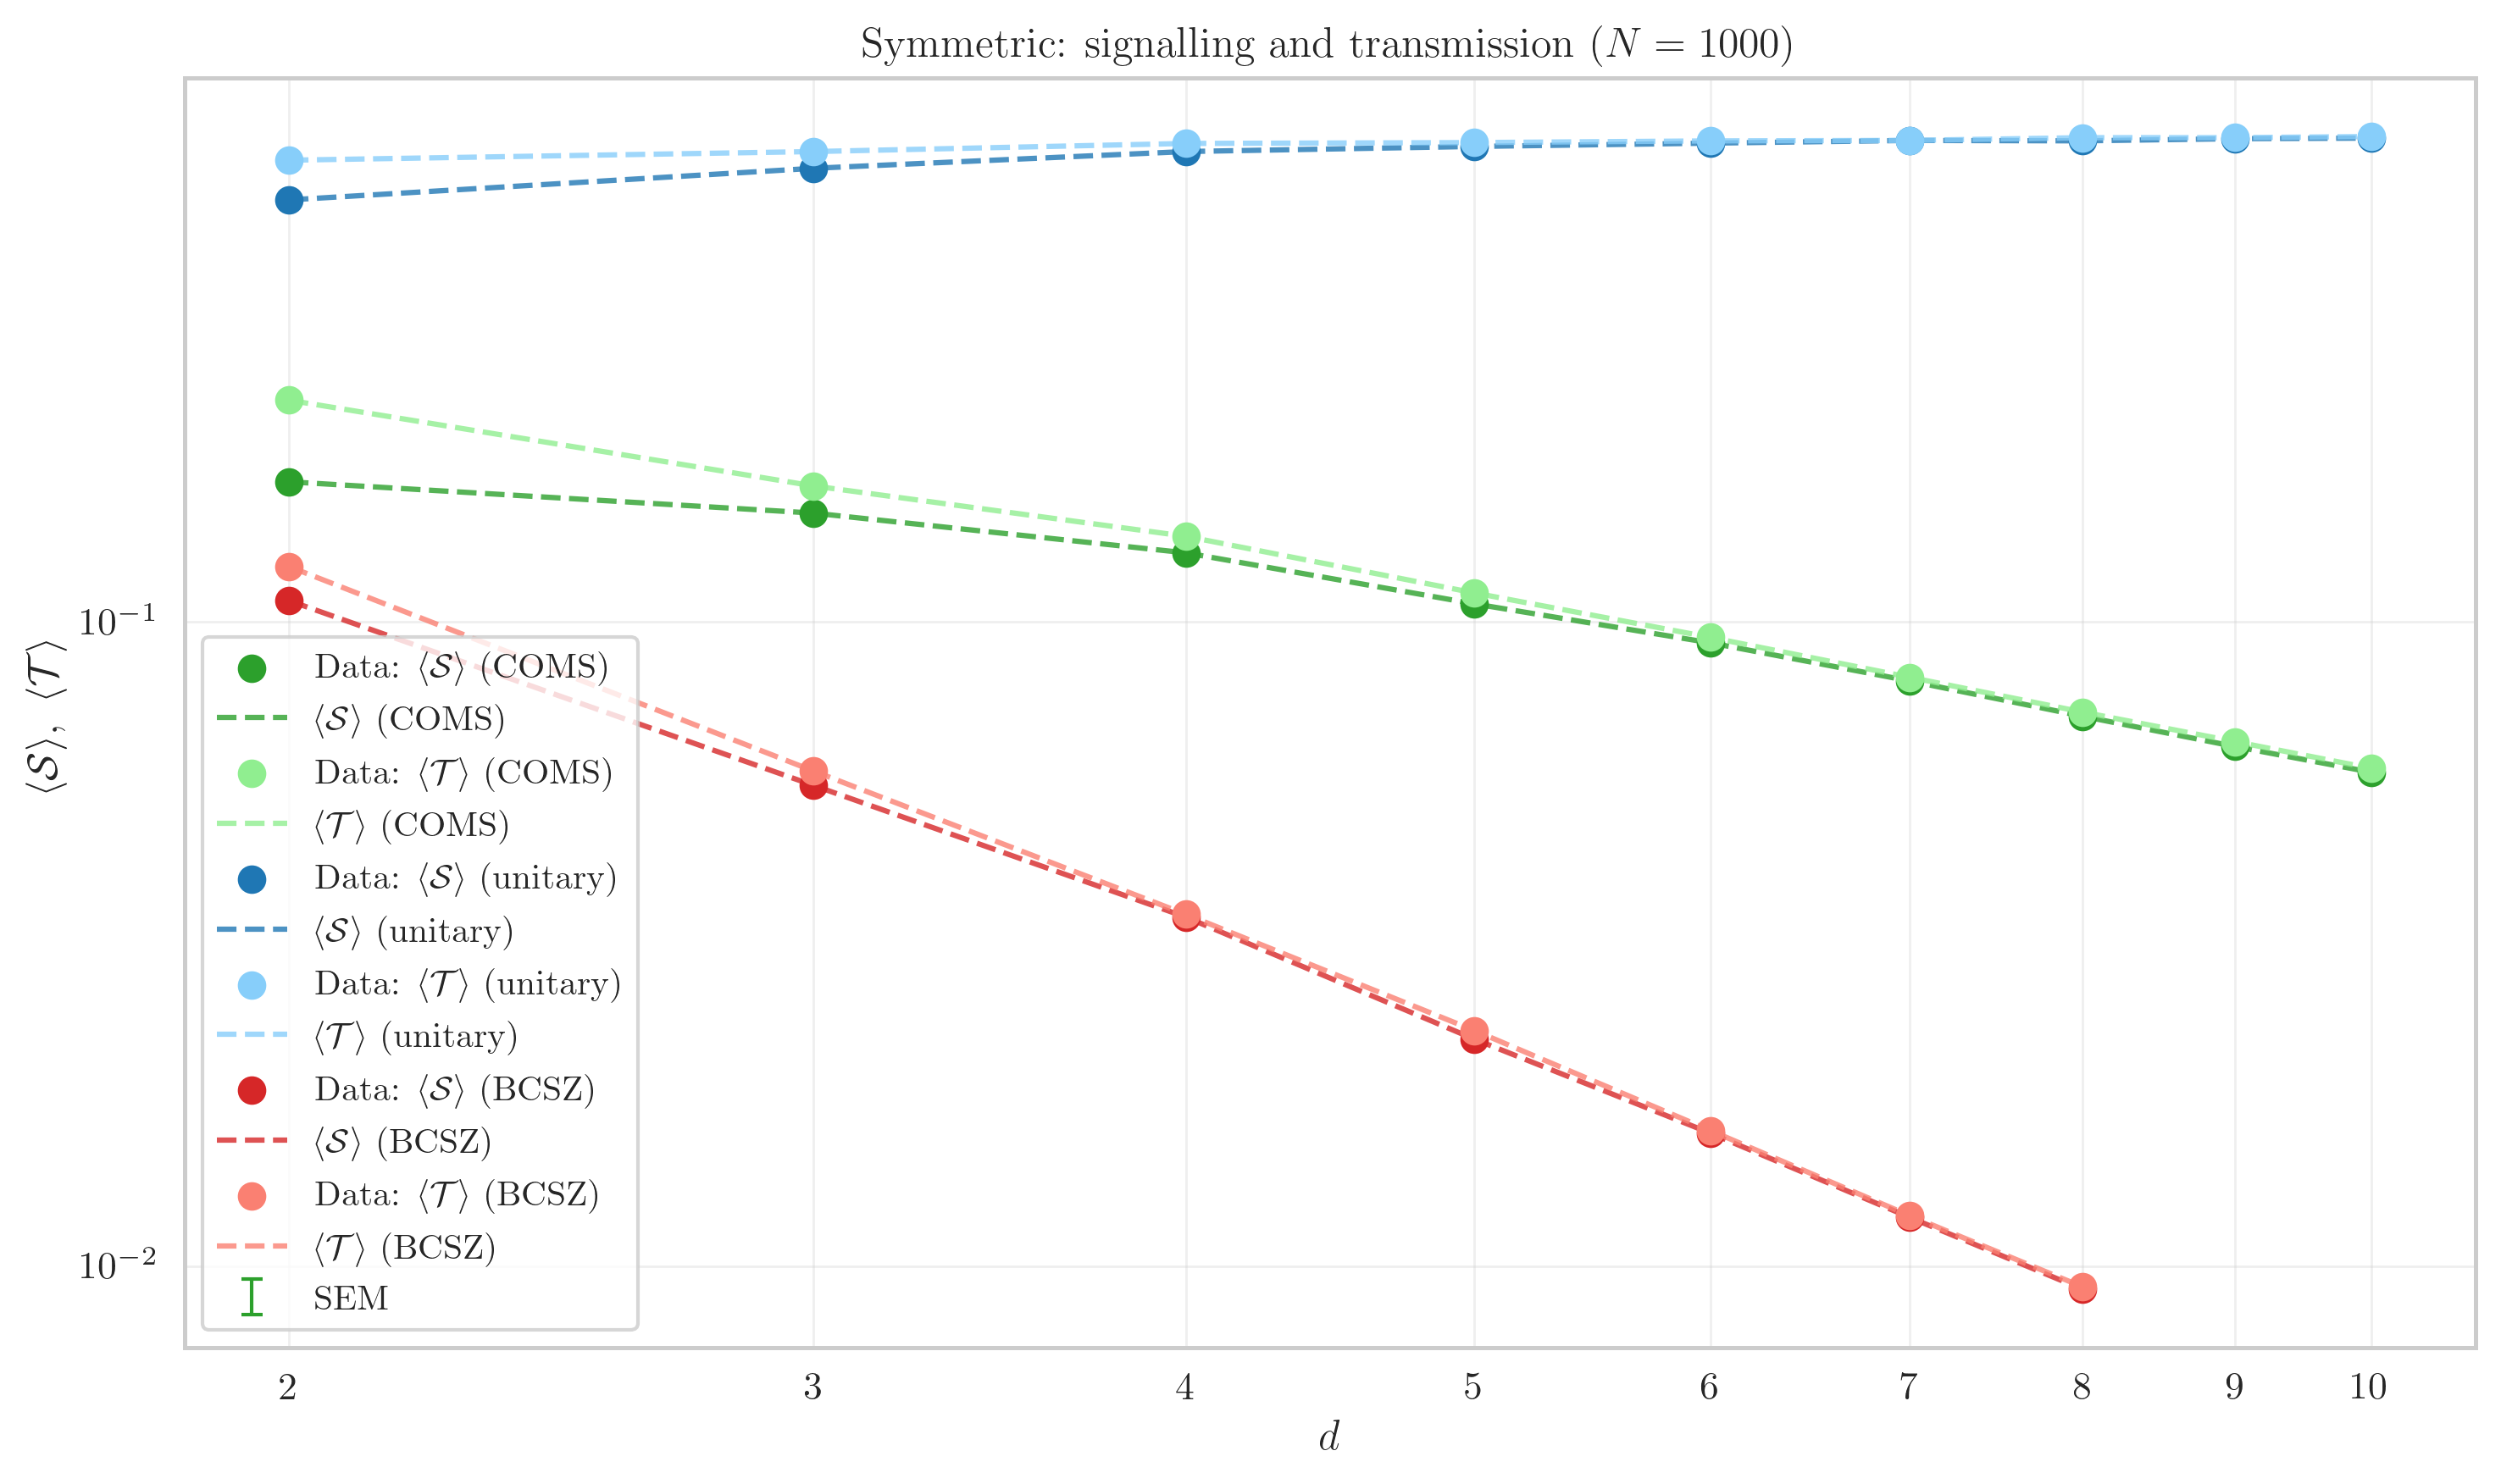 Symmetric: signalling and transmission (N = 1000)
⟨𝒮⟩, ⟨𝒯⟩
10⁻¹
10⁻²
Data: ⟨𝒮⟩ (COMS)
⟨𝒮⟩ (COMS)
Data: ⟨𝒯⟩ (COMS)
⟨𝒯⟩ (COMS)
Data: ⟨𝒮⟩ (unitary)
⟨𝒮⟩ (unitary)
Data: ⟨𝒯⟩ (unitary)
⟨𝒯⟩ (unitary)
Data: ⟨𝒮⟩ (BCSZ)
⟨𝒮⟩ (BCSZ)
Data: ⟨𝒯⟩ (BCSZ)
⟨𝒯⟩ (BCSZ)
SEM
2 3 4 5 6 7 8 9 10
d